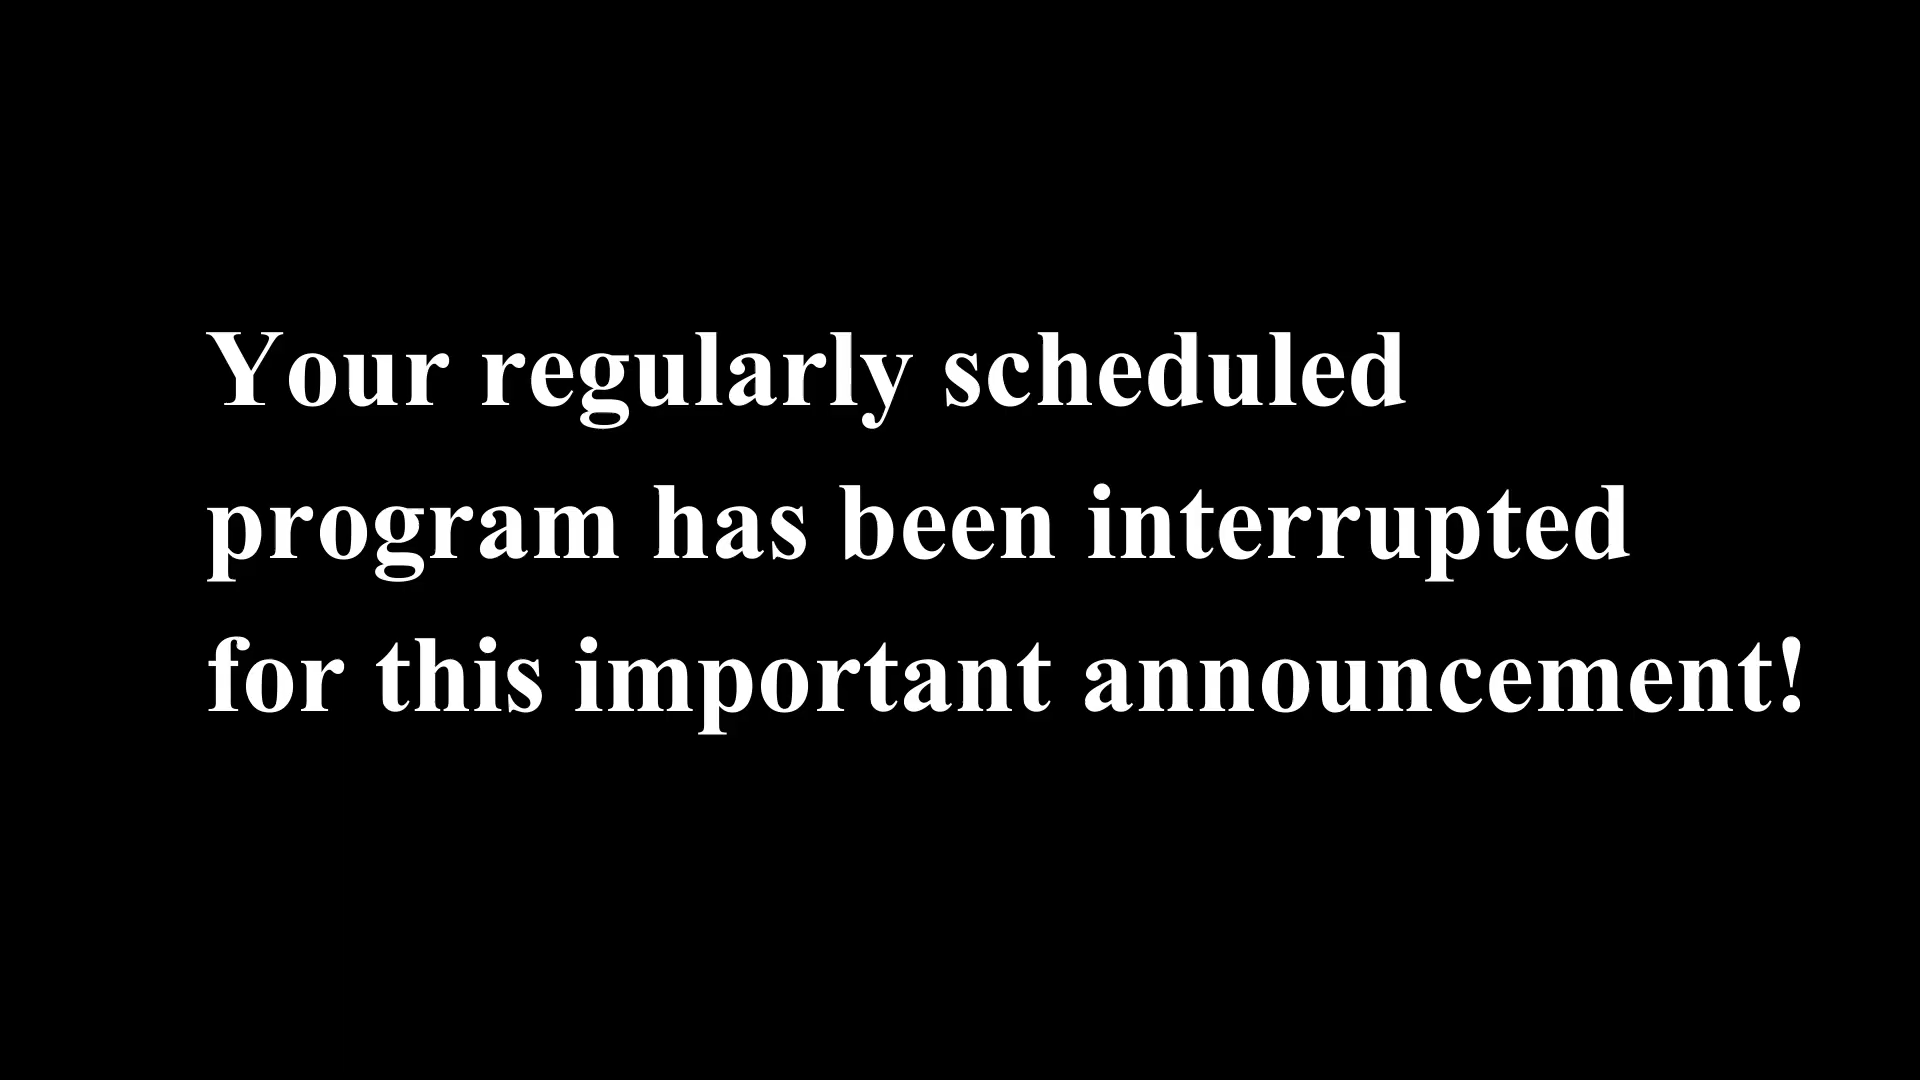 Your regularly scheduled
program has been interrupted
for this important announcement!